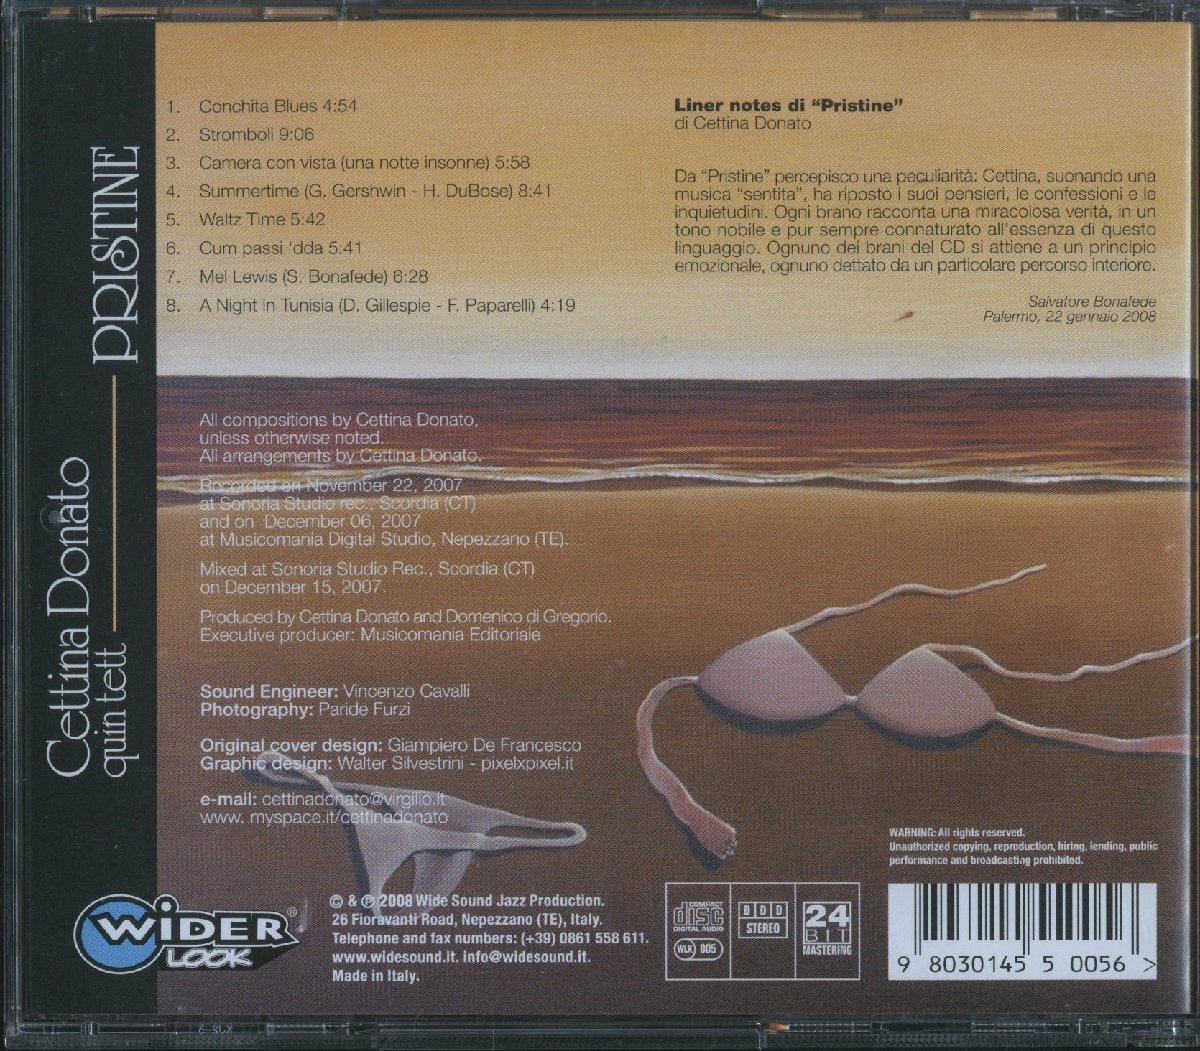 Cettina Donato
quintett
PRISTINE
1. Conchita Blues 4:54
2. Stromboli 9:06
3. Camera con vista (una notte insonne) 5:58
4. Summertime (G. Gershwin - H. DuBose) 8:41
5. Waltz Time 5:42
6. Cum passi 'dda 5:41
7. Mel Lewis (S. Bonafede) 6:28
8. A Night in Tunisia (D. Gillespie - F. Paparelli) 4:19
Liner notes di “Pristine”
di Cettina Donato
Da “Pristine” percepisco una peculiarità: Cettina, suonando una
musica “sentita”, ha riposto i suoi pensieri, le confessioni e le
inquietudini. Ogni brano racconta una miracolosa verità, in un
tono nobile e pur sempre connaturato all'essenza di questo
linguaggio. Ognuno dei brani del CD si attiene a un principio
emozionale, ognuno dettato da un particolare percorso interiore.
Salvatore Bonafede
Palermo, 22 gennaio 2008
All compositions by Cettina Donato,
unless otherwise noted.
All arrangements by Cettina Donato.
Recorded on November 22, 2007
at Sonoria Studio rec., Scordia (CT)
and on December 06, 2007
at Musicomania Digital Studio, Nepezzano (TE).
Mixed at Sonoria Studio Rec., Scordia (CT)
on December 15, 2007.
Produced by Cettina Donato and Domenico di Gregorio.
Executive producer: Musicomania Editoriale
Sound Engineer: Vincenzo Cavalli
Photography: Paride Furzi
Original cover design: Giampiero De Francesco
Graphic design: Walter Silvestrini - pixelxpixel.it
e-mail: cettinadonato@virgilio.it
www. myspace.it/cettinadonato
WiDER ®
LOOK
© & ℗ 2008 Wide Sound Jazz Production.
26 Fioravanti Road, Nepezzano (TE), Italy.
Telephone and fax numbers: (+39) 0861 558 611.
www.widesound.it. info@widesound.it.
Made in Italy.
COMPACT
disc
DIGITAL AUDIO
WLK 005
DDD
STEREO
24
BIT
MASTERING
WARNING: All rights reserved.
Unauthorized copying, reproduction, hiring, lending, public
performance and broadcasting prohibited.
9 8030145 50056 >